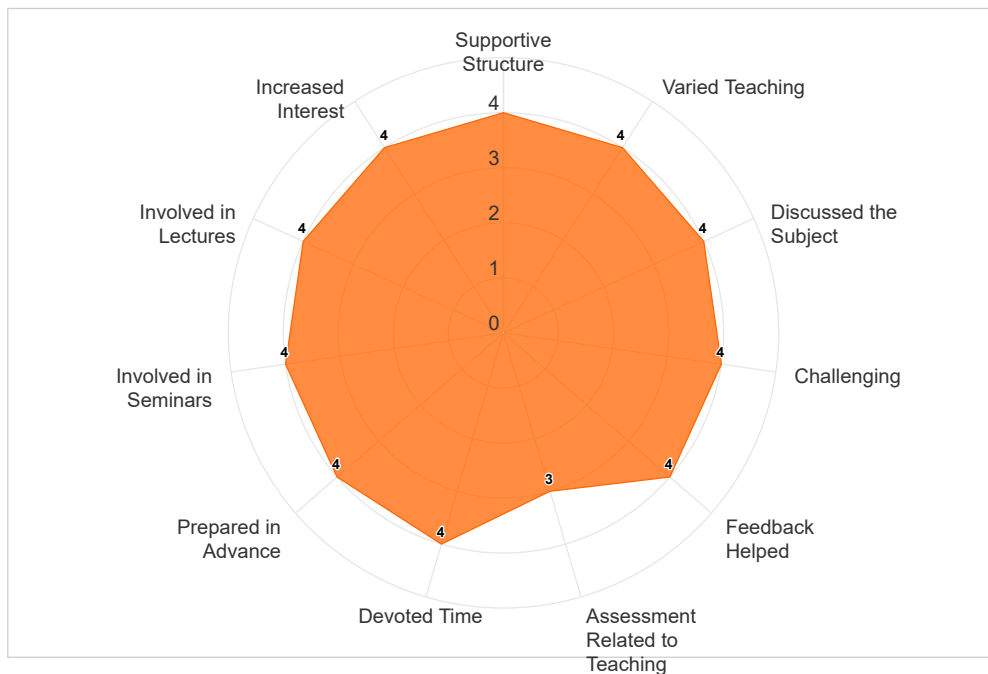 Supportive
Structure
Increased
Interest
Varied Teaching
4
4
4
3
Involved in
Lectures
4
4
Discussed the
Subject
2
1
0
Involved in
Seminars
4
4
Challenging
Prepared in
Advance
4
3
4
Feedback
Helped
Devoted Time
4
Assessment
Related to
Teaching